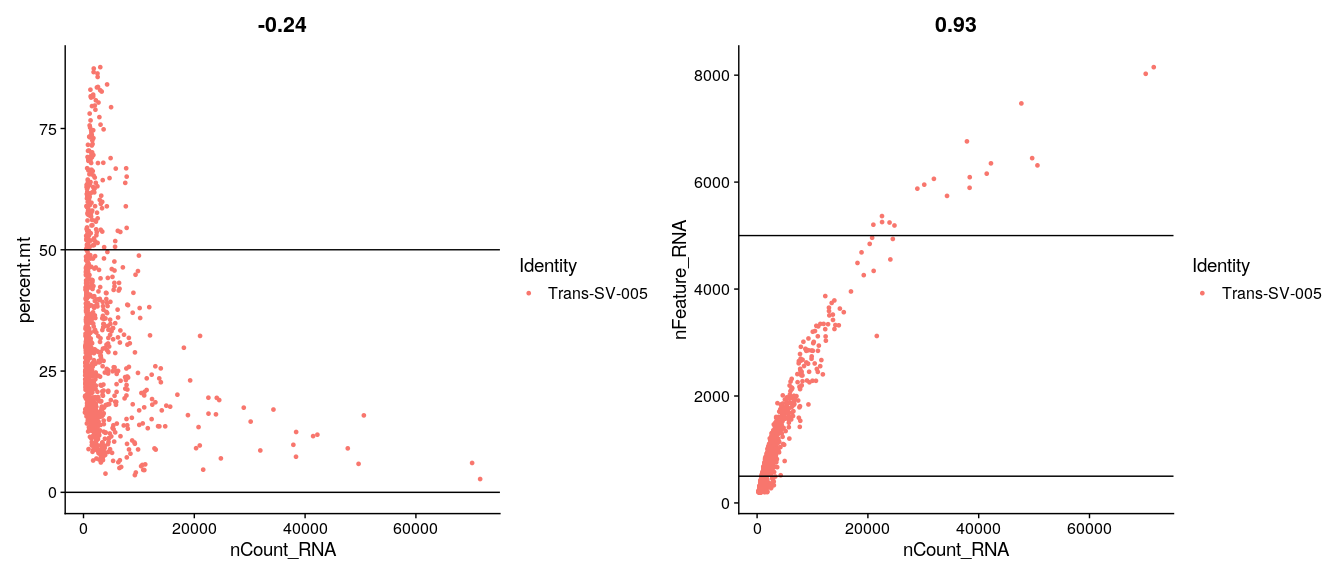 -0.24
percent.mt
75
50
25
0
0
20000
40000
60000
nCount_RNA
Identity
Trans-SV-005
0.93
nFeature_RNA
8000
6000
4000
2000
0
0
20000
40000
60000
nCount_RNA
Identity
Trans-SV-005